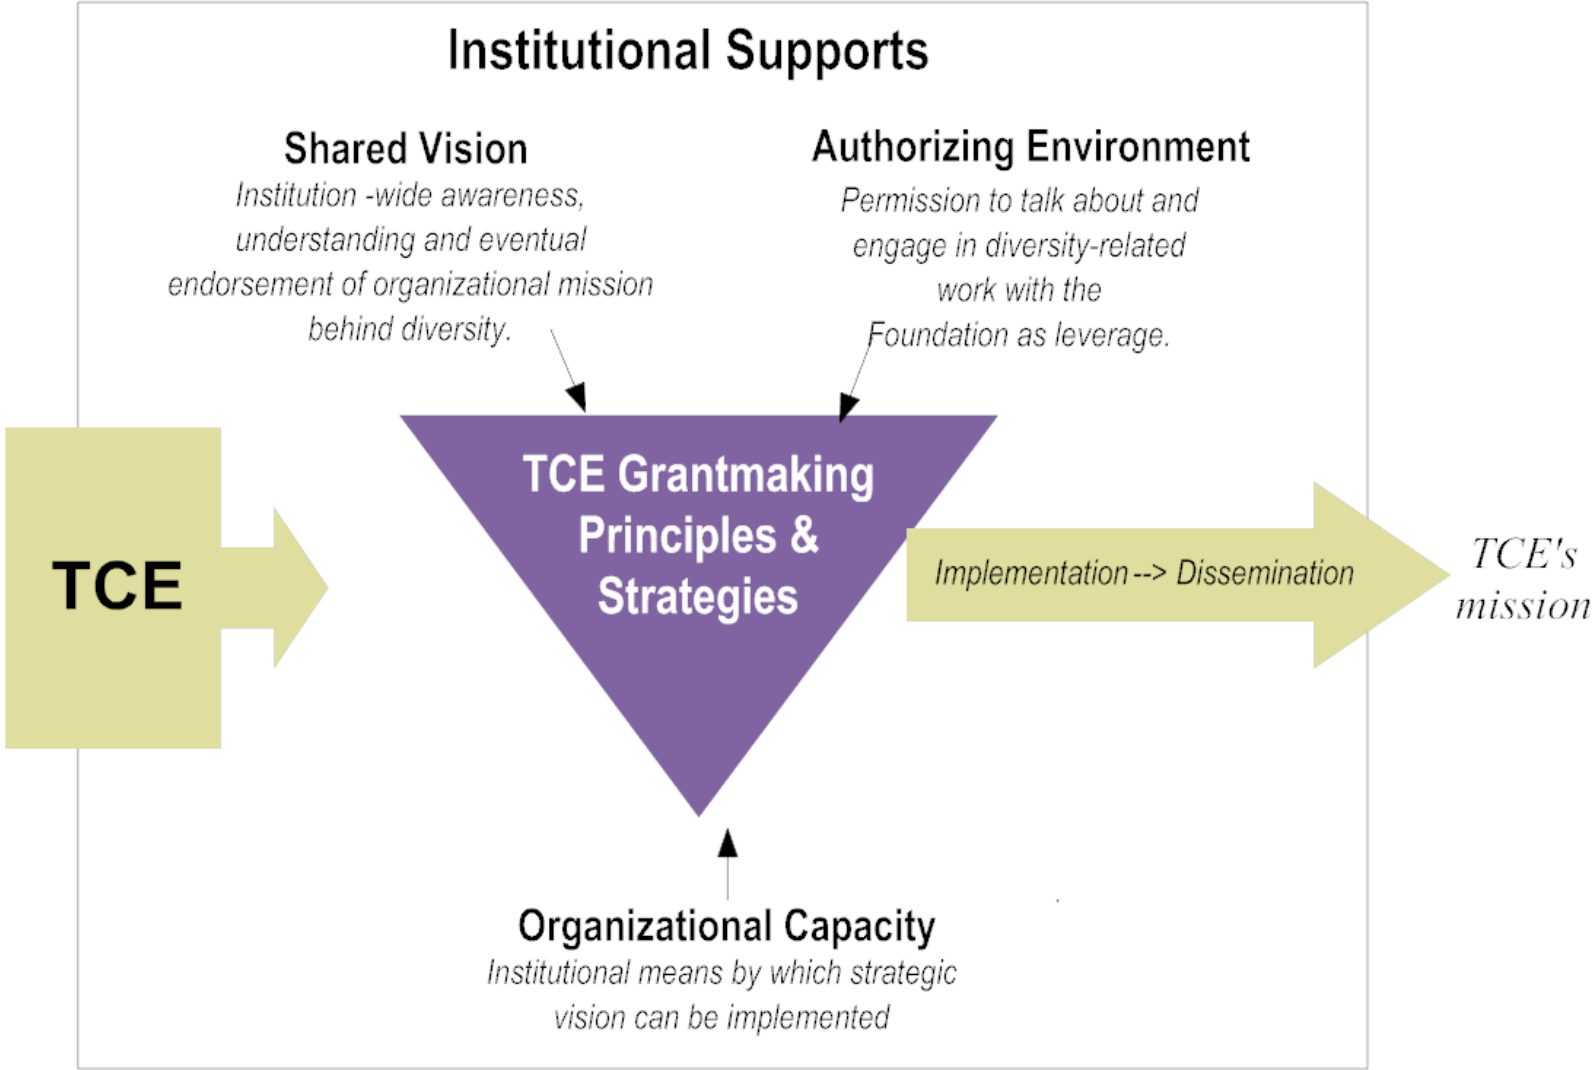 Institutional Supports
Shared Vision
Institution -wide awareness,
understanding and eventual
endorsement of organizational mission
behind diversity.
Authorizing Environment
Permission to talk about and
engage in diversity-related
work with the
Foundation as leverage.
TCE
TCE Grantmaking
Principles &
Strategies
Implementation --> Dissemination
TCE's
mission
Organizational Capacity
Institutional means by which strategic
vision can be implemented